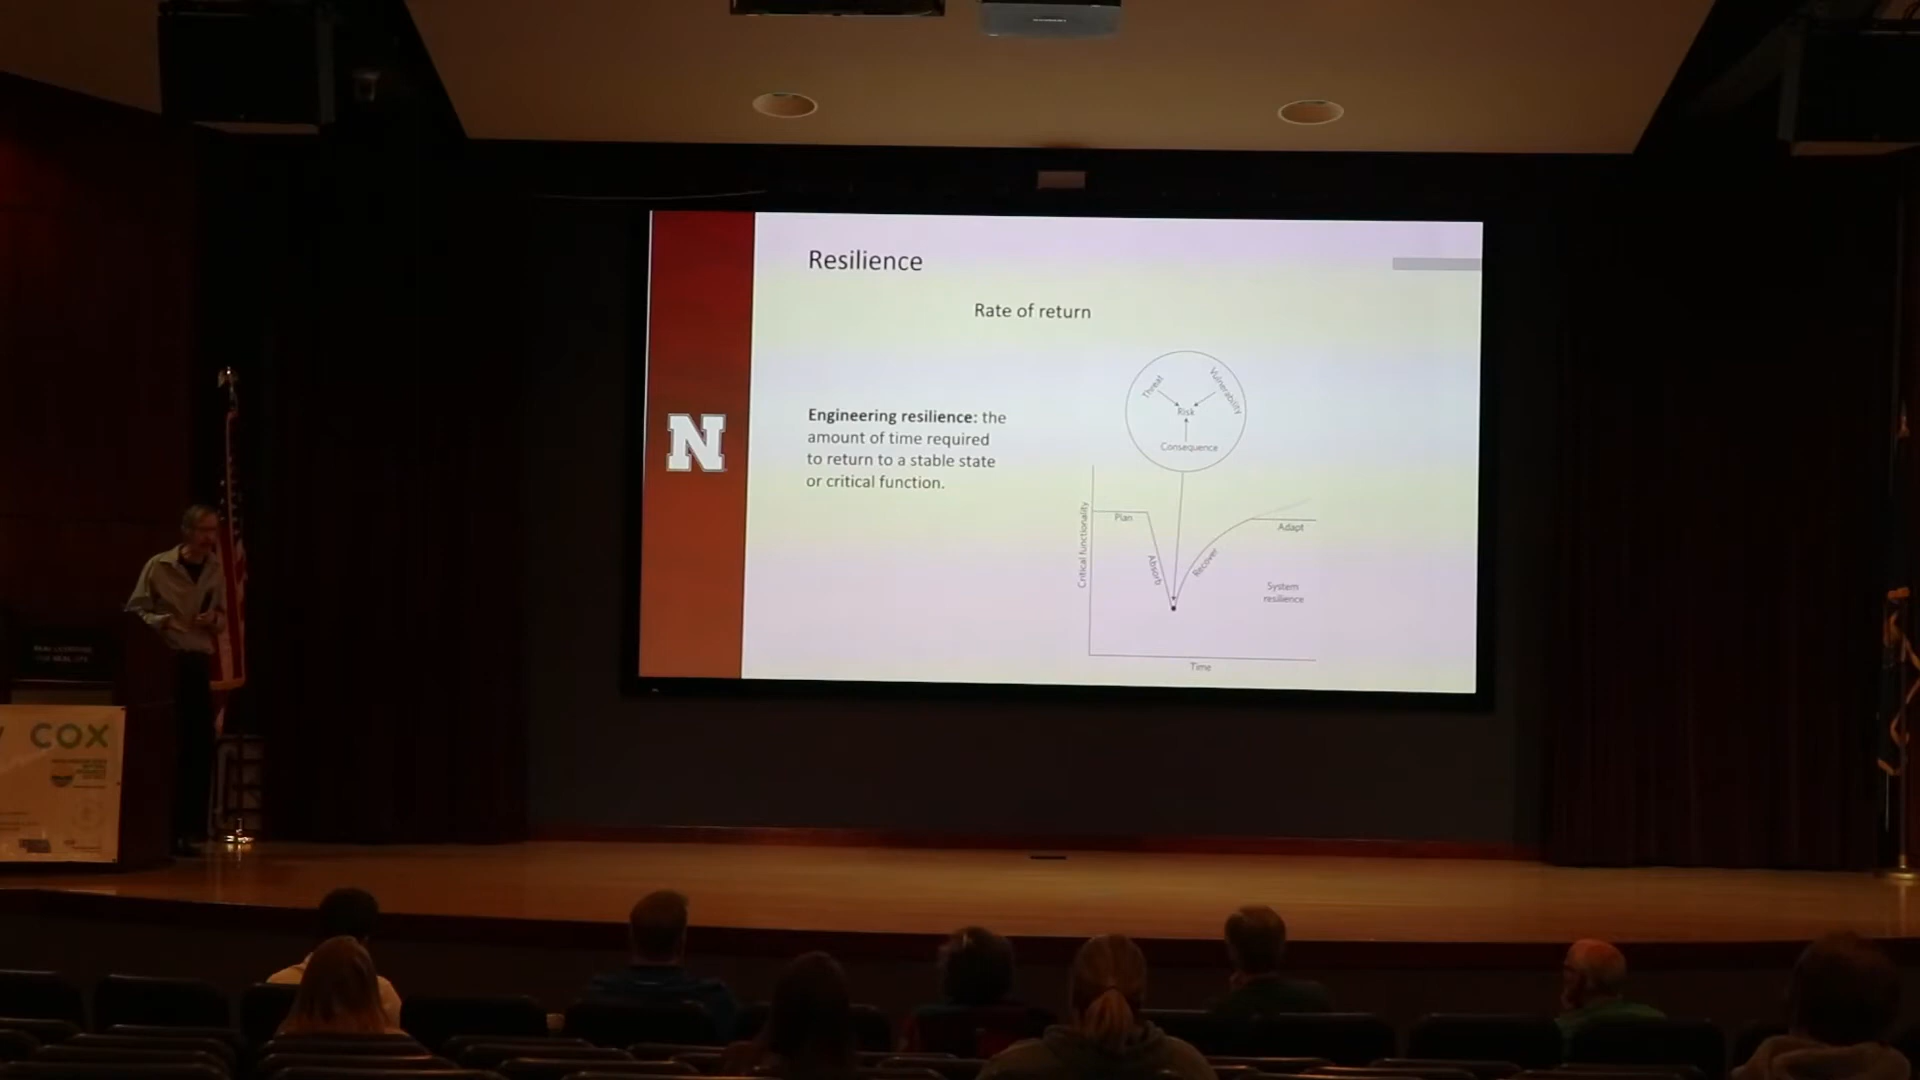 Resilience
Rate of return
Engineering resilience: the
amount of time required
to return to a stable state
or critical function.
Threat
Vulnerability
Risk
Consequence
Critical functionality
Plan
Absorb
Recover
Adapt
System
resilience
Time
N
COX